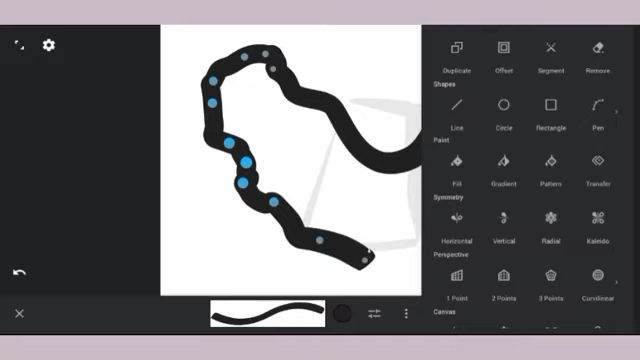 Duplicate Offset Segment Remove
Shapes
Line Circle Rectangle Pen
Paint
Fill Gradient Pattern Transfer
Symmetry
Horizontal Vertical Radial Kaleido
Perspective
1 Point 2 Points 3 Points Curvilinear
Canvas